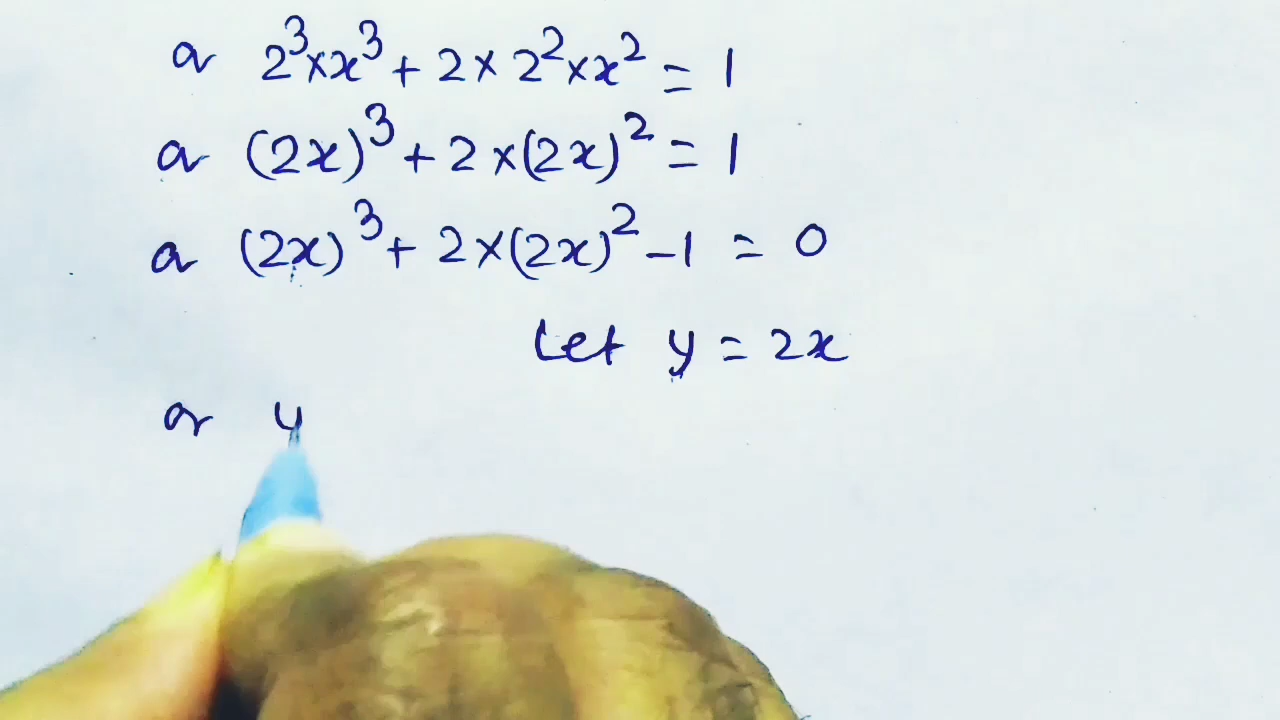 or 2³×x³ + 2 × 2²×x² = 1
or (2x)³ + 2 ×(2x)² = 1
or (2x)³ + 2×(2x)² - 1 = 0
Let y = 2x
or y